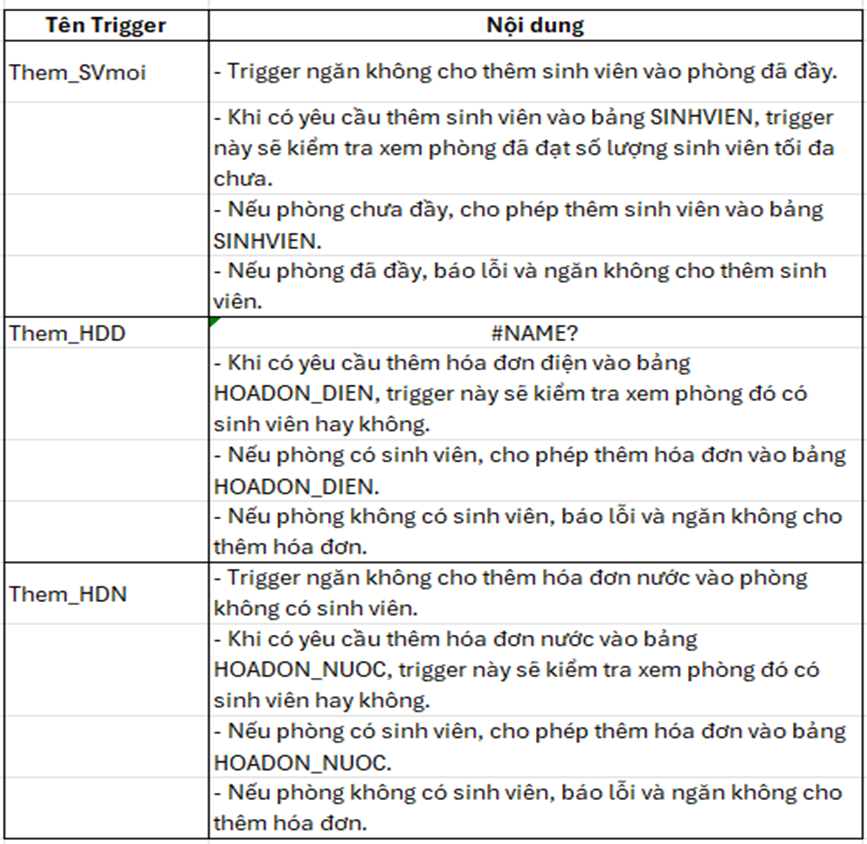 Tên Trigger Nội dung
Them_SVmoi - Trigger ngăn không cho thêm sinh viên vào phòng đã đầy.
- Khi có yêu cầu thêm sinh viên vào bảng SINHVIEN, trigger
này sẽ kiểm tra xem phòng đã đạt số lượng sinh viên tối đa
chưa.
- Nếu phòng chưa đầy, cho phép thêm sinh viên vào bảng
SINHVIEN.
- Nếu phòng đã đầy, báo lỗi và ngăn không cho thêm sinh
viên.
Them_HDD #NAME?
- Khi có yêu cầu thêm hóa đơn điện vào bảng
HOADON_DIEN, trigger này sẽ kiểm tra xem phòng đó có
sinh viên hay không.
- Nếu phòng có sinh viên, cho phép thêm hóa đơn vào bảng
HOADON_DIEN.
- Nếu phòng không có sinh viên, báo lỗi và ngăn không cho
thêm hóa đơn.
Them_HDN - Trigger ngăn không cho thêm hóa đơn nước vào phòng
không có sinh viên.
- Khi có yêu cầu thêm hóa đơn nước vào bảng
HOADON_NUOC, trigger này sẽ kiểm tra xem phòng đó có
sinh viên hay không.
- Nếu phòng có sinh viên, cho phép thêm hóa đơn vào bảng
HOADON_NUOC.
- Nếu phòng không có sinh viên, báo lỗi và ngăn không cho
thêm hóa đơn.